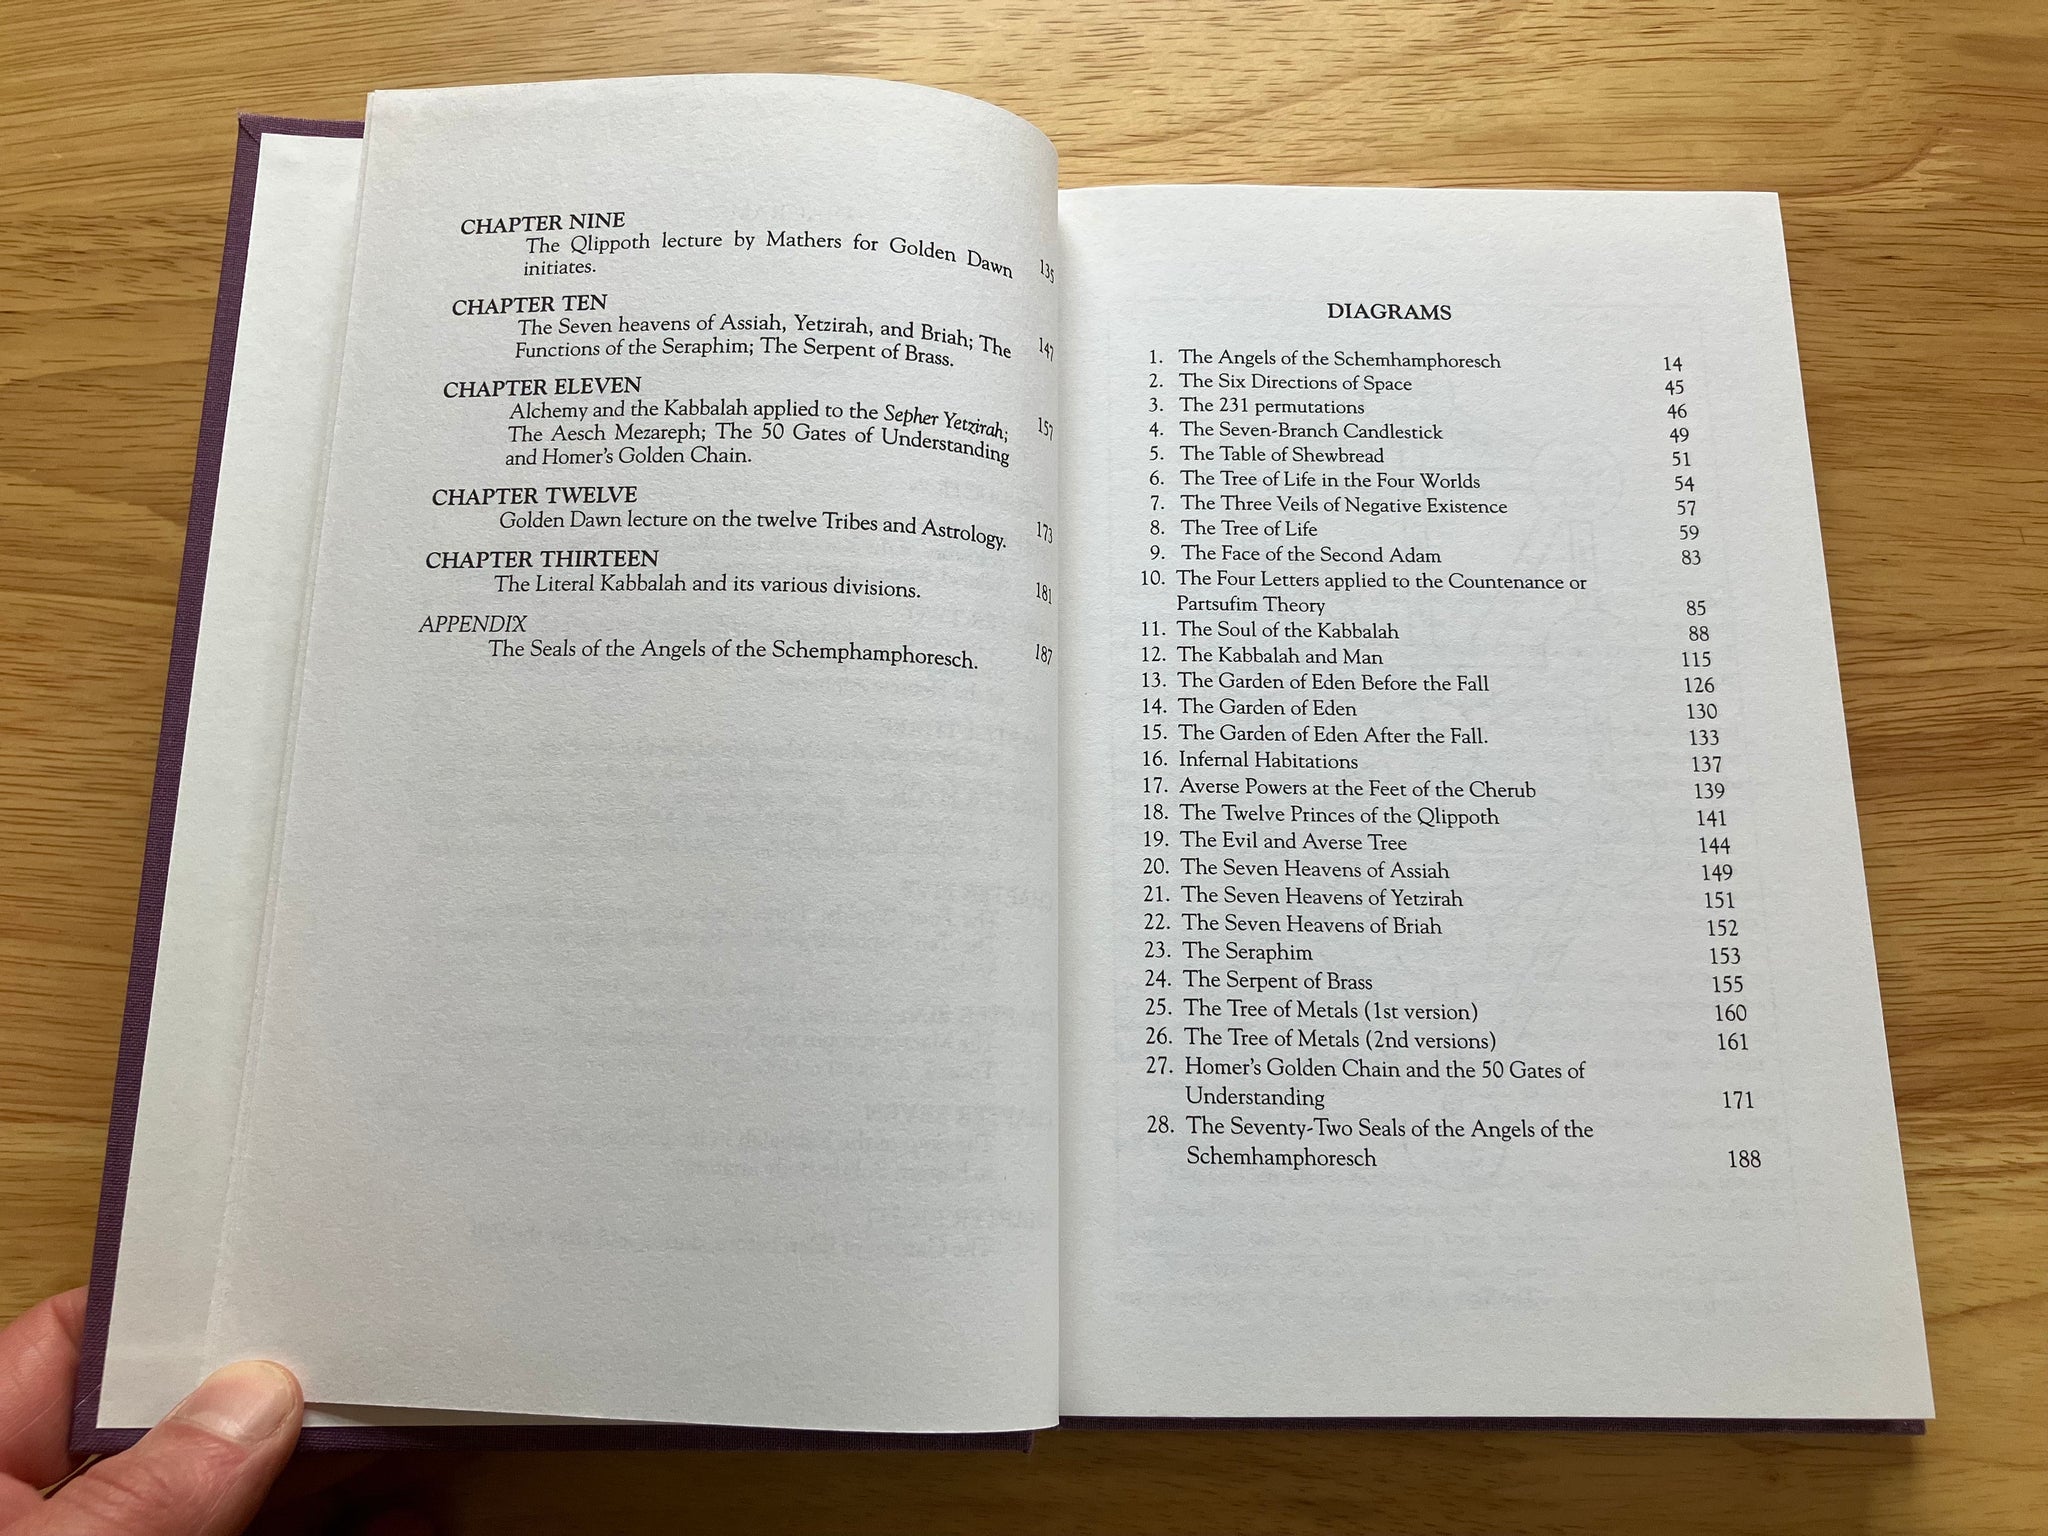 CHAPTER NINE
The Qlippoth lecture by Mathers for Golden Dawn
initiates. 135
CHAPTER TEN
The Seven heavens of Assiah, Yetzirah, and Briah; The
Functions of the Seraphim; The Serpent of Brass. 147
CHAPTER ELEVEN
Alchemy and the Kabbalah applied to the Sepher Yetzirah;
The Aesch Mezareph; The 50 Gates of Understanding 157
and Homer's Golden Chain.
CHAPTER TWELVE
Golden Dawn lecture on the twelve Tribes and Astrology. 173
CHAPTER THIRTEEN
The Literal Kabbalah and its various divisions. 181
APPENDIX
The Seals of the Angels of the Schemphamphoresch. 187
DIAGRAMS
1. The Angels of the Schemhamphoresch 14
2. The Six Directions of Space 45
3. The 231 permutations 46
4. The Seven-Branch Candlestick 49
5. The Table of Shewbread 51
6. The Tree of Life in the Four Worlds 54
7. The Three Veils of Negative Existence 57
8. The Tree of Life 59
9. The Face of the Second Adam 83
10. The Four Letters applied to the Countenance or
Partsufim Theory 85
11. The Soul of the Kabbalah 88
12. The Kabbalah and Man 115
13. The Garden of Eden Before the Fall 126
14. The Garden of Eden 130
15. The Garden of Eden After the Fall. 133
16. Infernal Habitations 137
17. Averse Powers at the Feet of the Cherub 139
18. The Twelve Princes of the Qlippoth 141
19. The Evil and Averse Tree 144
20. The Seven Heavens of Assiah 149
21. The Seven Heavens of Yetzirah 151
22. The Seven Heavens of Briah 152
23. The Seraphim 153
24. The Serpent of Brass 155
25. The Tree of Metals (1st version) 160
26. The Tree of Metals (2nd versions) 161
27. Homer's Golden Chain and the 50 Gates of
Understanding 171
28. The Seventy-Two Seals of the Angels of the
Schemhamphoresch 188